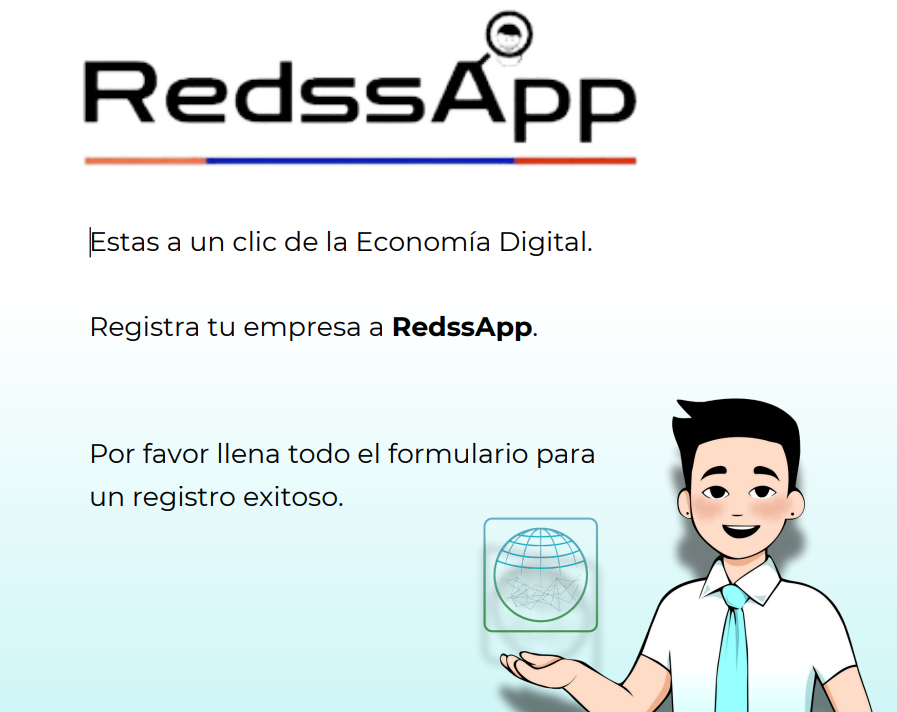 RedssApp
Estas a un clic de la Economía Digital.
Registra tu empresa a RedssApp.
Por favor llena todo el formulario para
un registro exitoso.